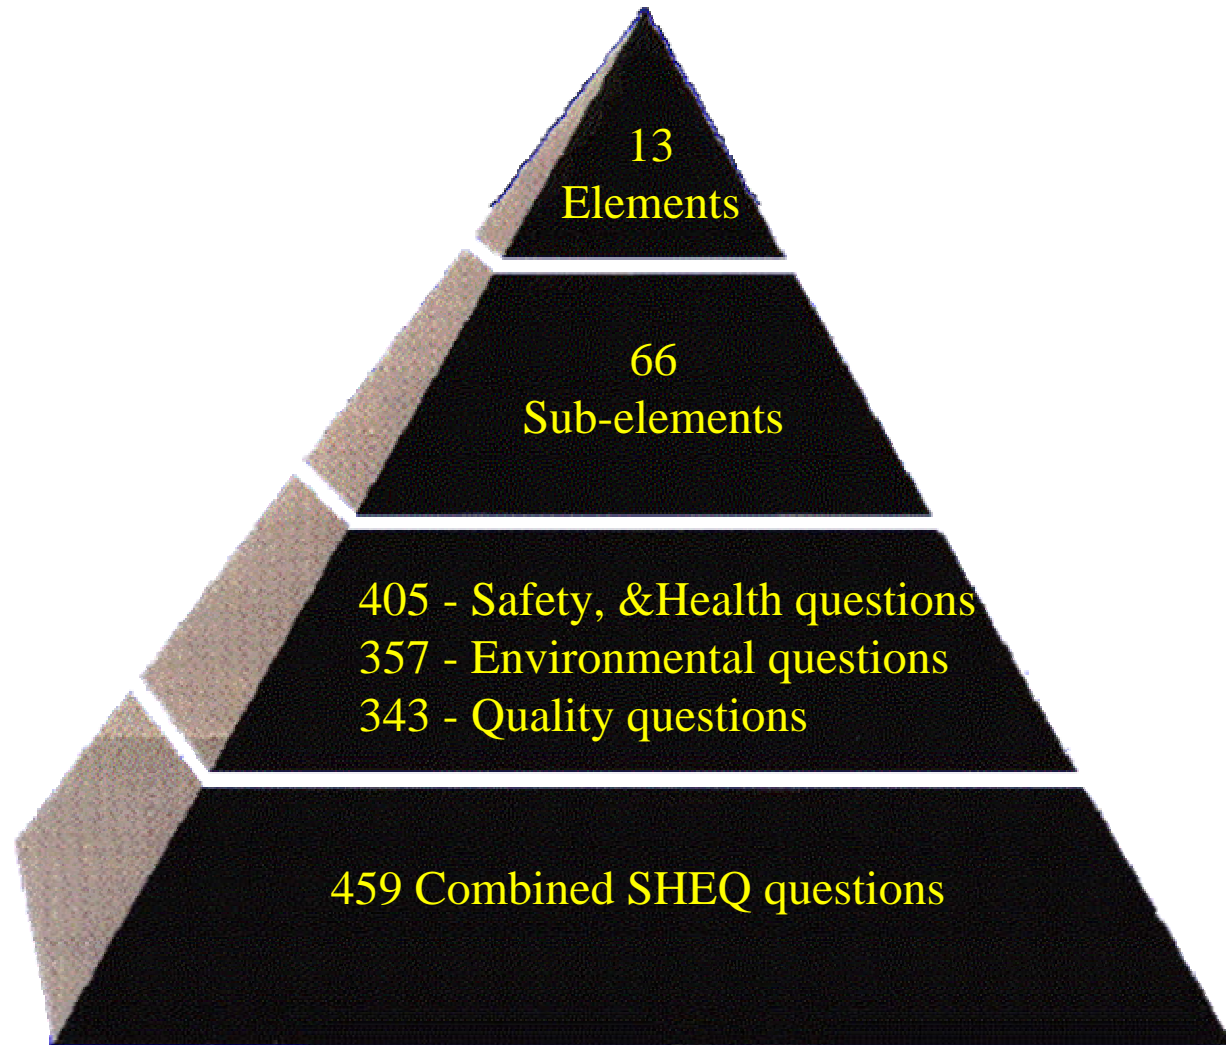 13
Elements
66
Sub-elements
405 - Safety, &Health questions
357 - Environmental questions
343 - Quality questions
459 Combined SHEQ questions